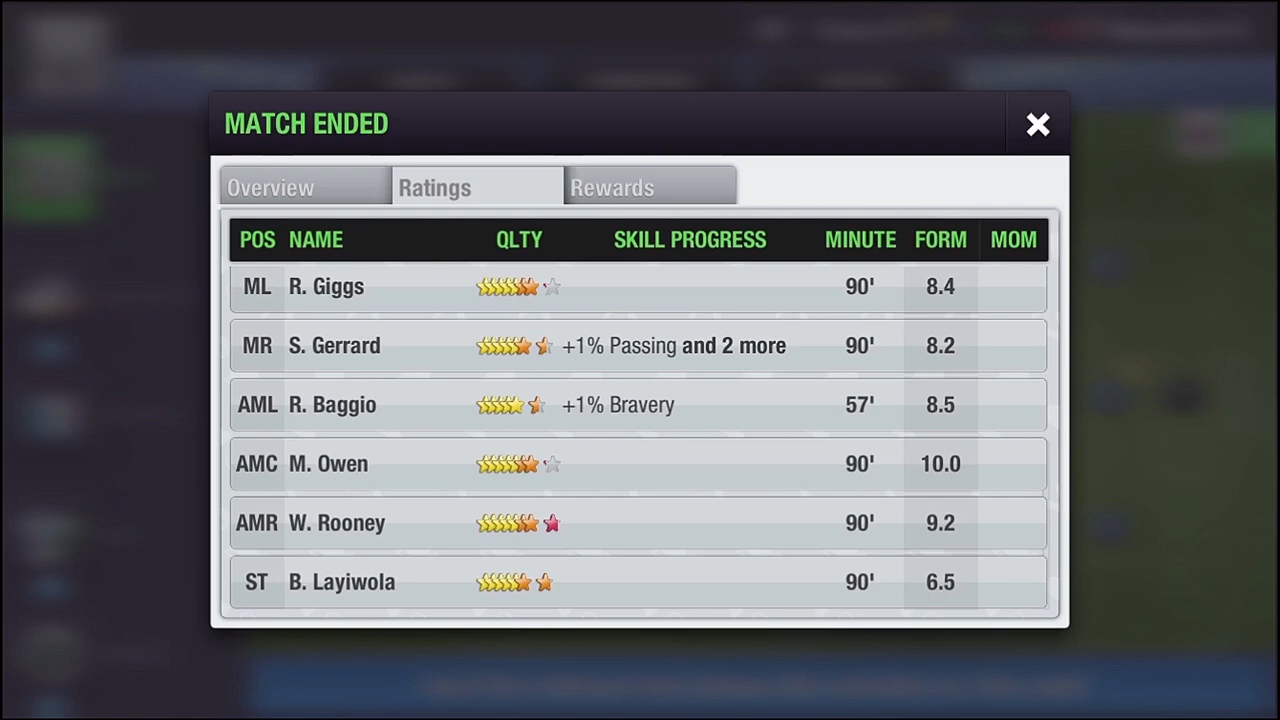 MATCH ENDED
Overview Ratings Rewards
POS NAME QLTY SKILL PROGRESS MINUTE FORM MOM
ML R. Giggs 90' 8.4
MR S. Gerrard +1% Passing and 2 more 90' 8.2
AML R. Baggio +1% Bravery 57' 8.5
AMC M. Owen 90' 10.0
AMR W. Rooney 90' 9.2
ST B. Layiwola 90' 6.5